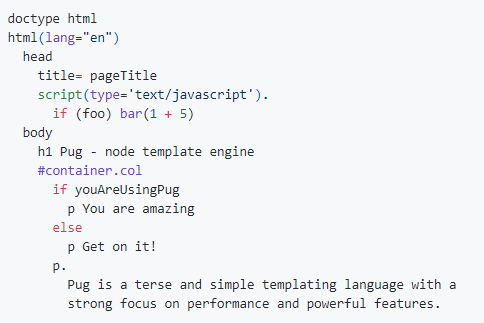 doctype html
html(lang="en")
  head
    title= pageTitle
    script(type='text/javascript').
      if (foo) bar(1 + 5)
  body
    h1 Pug - node template engine
    #container.col
      if youAreUsingPug
        p You are amazing
      else
        p Get on it!
      p.
        Pug is a terse and simple templating language with a
        strong focus on performance and powerful features.